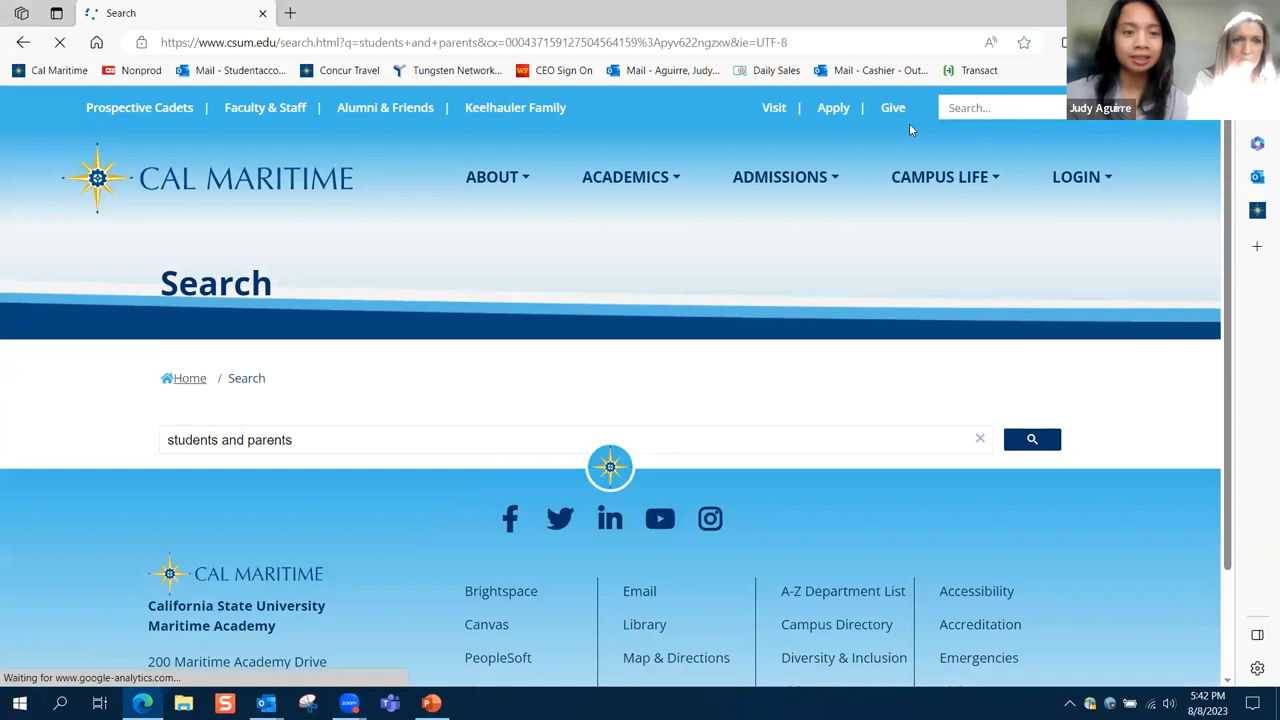 Search
https://www.csum.edu/search.html?q=students+and+parents&cx=000437159127504564159%3Apyv622ngzxw&ie=UTF-8
Cal Maritime
Nonprod
Mail - Studentacco...
Concur Travel
Tungsten Network...
CEO Sign On
Mail - Aguirre, Judy...
Daily Sales
Mail - Cashier - Out...
Transact
Judy Aguirre
Prospective Cadets | Faculty & Staff | Alumni & Friends | Keelhauler Family
Visit | Apply | Give
Search...
CAL MARITIME
ABOUT ACADEMICS ADMISSIONS CAMPUS LIFE LOGIN
Search
Home / Search
students and parents
CAL MARITIME
California State University
Maritime Academy
200 Maritime Academy Drive
Brightspace
Canvas
PeopleSoft
Email
Library
Map & Directions
A-Z Department List
Campus Directory
Diversity & Inclusion
Accessibility
Accreditation
Emergencies
Waiting for www.google-analytics.com...
5:42 PM
8/8/2023